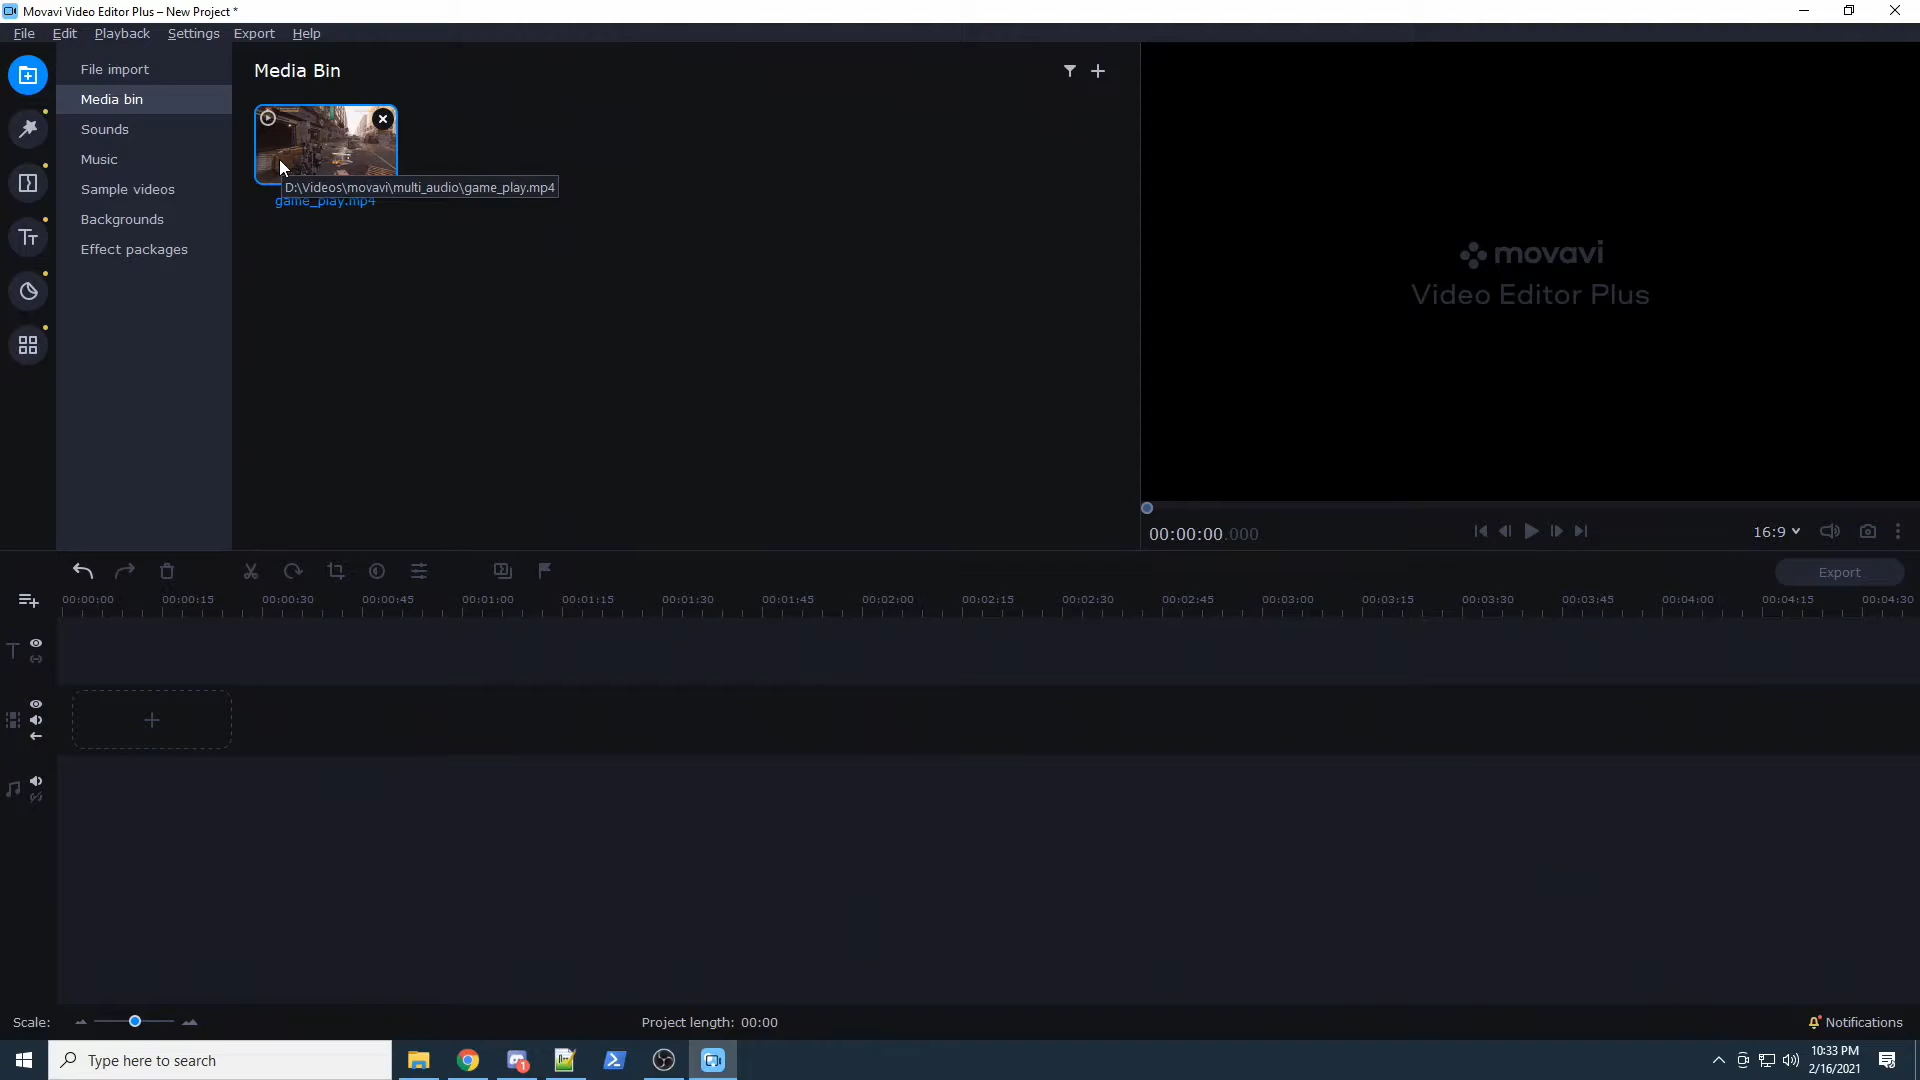 Movavi Video Editor Plus – New Project *
File Edit Playback Settings Export Help
File import
Media bin
Sounds
Music
Sample videos
Backgrounds
Effect packages
Media Bin
D:\Videos\movavi\multi_audio\game_play.mp4
game_play.mp4
movavi
Video Editor Plus
00:00:00.000
16:9
Export
00:00:00 00:00:15 00:00:30 00:00:45 00:01:00 00:01:15 00:01:30 00:01:45 00:02:00 00:02:15 00:02:30 00:02:45 00:03:00 00:03:15 00:03:30 00:03:45 00:04:00 00:04:15 00:04:30
Scale:
Project length: 00:00
Notifications
Type here to search
1
10:33 PM
2/16/2021